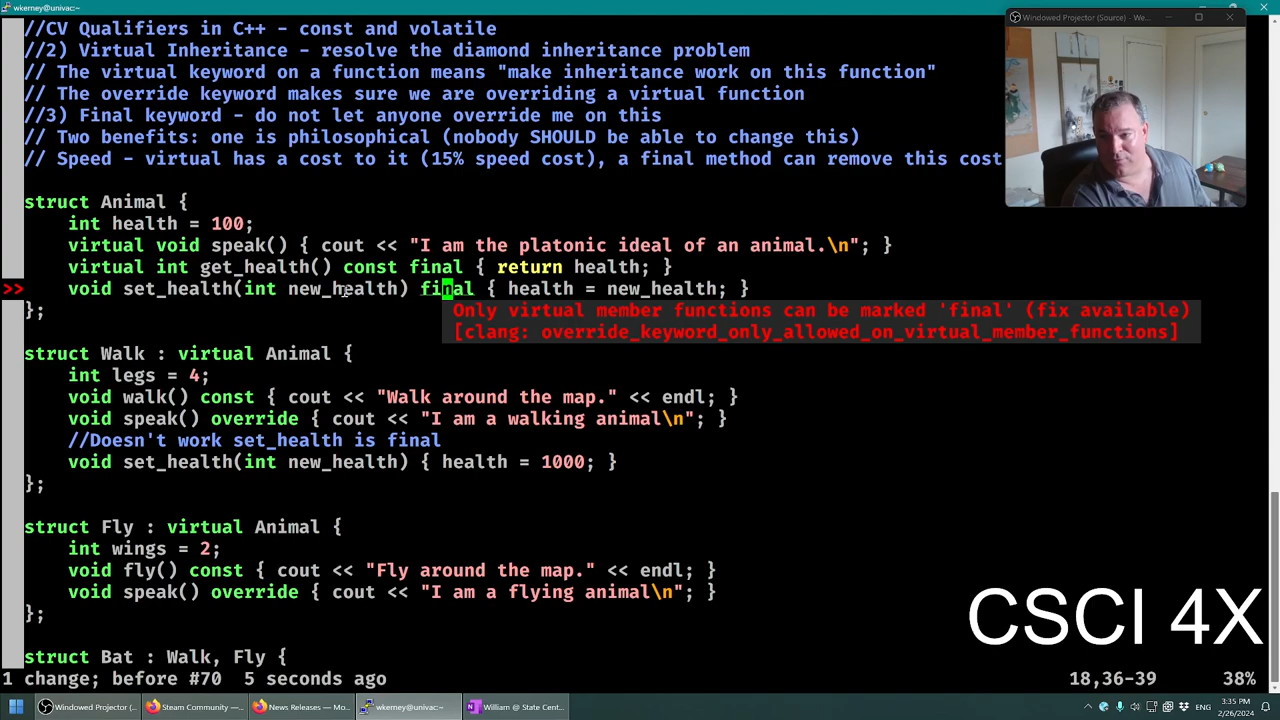 wkerney@univac:~
Windowed Projector (Source) - We...
//CV Qualifiers in C++ - const and volatile
//2) Virtual Inheritance - resolve the diamond inheritance problem
// The virtual keyword on a function means "make inheritance work on this function"
// The override keyword makes sure we are overriding a virtual function
//3) Final keyword - do not let anyone override me on this
// Two benefits: one is philosophical (nobody SHOULD be able to change this)
// Speed - virtual has a cost to it (15% speed cost), a final method can remove this cost
struct Animal {
int health = 100;
virtual void speak() { cout << "I am the platonic ideal of an animal.\n"; }
virtual int get_health() const final { return health; }
>> void set_health(int new_health) final { health = new_health; }
Only virtual member functions can be marked 'final' (fix available)
[clang: override_keyword_only_allowed_on_virtual_member_functions]
};
struct Walk : virtual Animal {
int legs = 4;
void walk() const { cout << "Walk around the map." << endl; }
void speak() override { cout << "I am a walking animal\n"; }
//Doesn't work set_health is final
void set_health(int new_health) { health = 1000; }
};
struct Fly : virtual Animal {
int wings = 2;
void fly() const { cout << "Fly around the map." << endl; }
void speak() override { cout << "I am a flying animal\n"; }
};
struct Bat : Walk, Fly {
CSCI 4X
1 change; before #70 5 seconds ago 18,36-39 38%
Windowed Projector (... Steam Community —... News Releases — Mo... wkerney@univac:~ William @ State Cent... 3:35 PM
2/26/2024